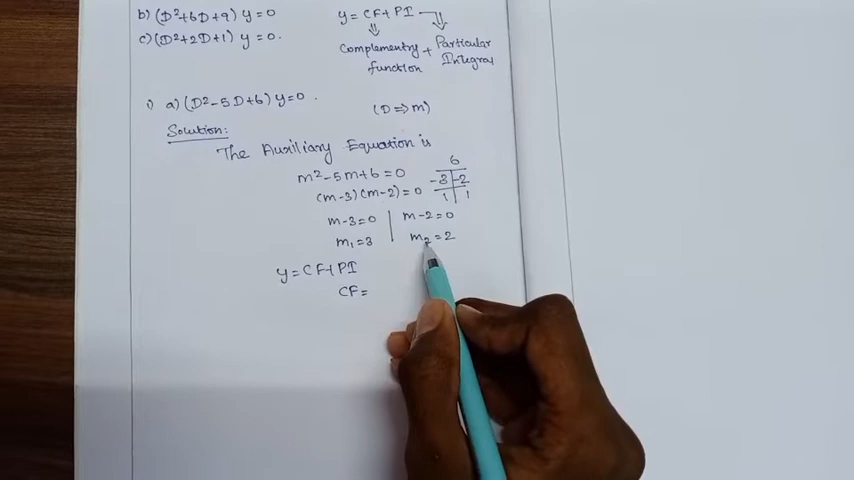 b) (D²+6D+9) y=0
c) (D²+2D+1) y=0.
y = CF+ PI
Complementry function + Particular Integral
1) a) (D²-5D+6) y=0.
(D⇒m)
Solution:
The Auxiliary Equation is
m²-5m+6=0
(m-3)(m-2)=0
6
-3 | -2
1 | 1
m-3=0 | m-2=0
m₁=3 | m₂=2
y=CF+PI
CF=